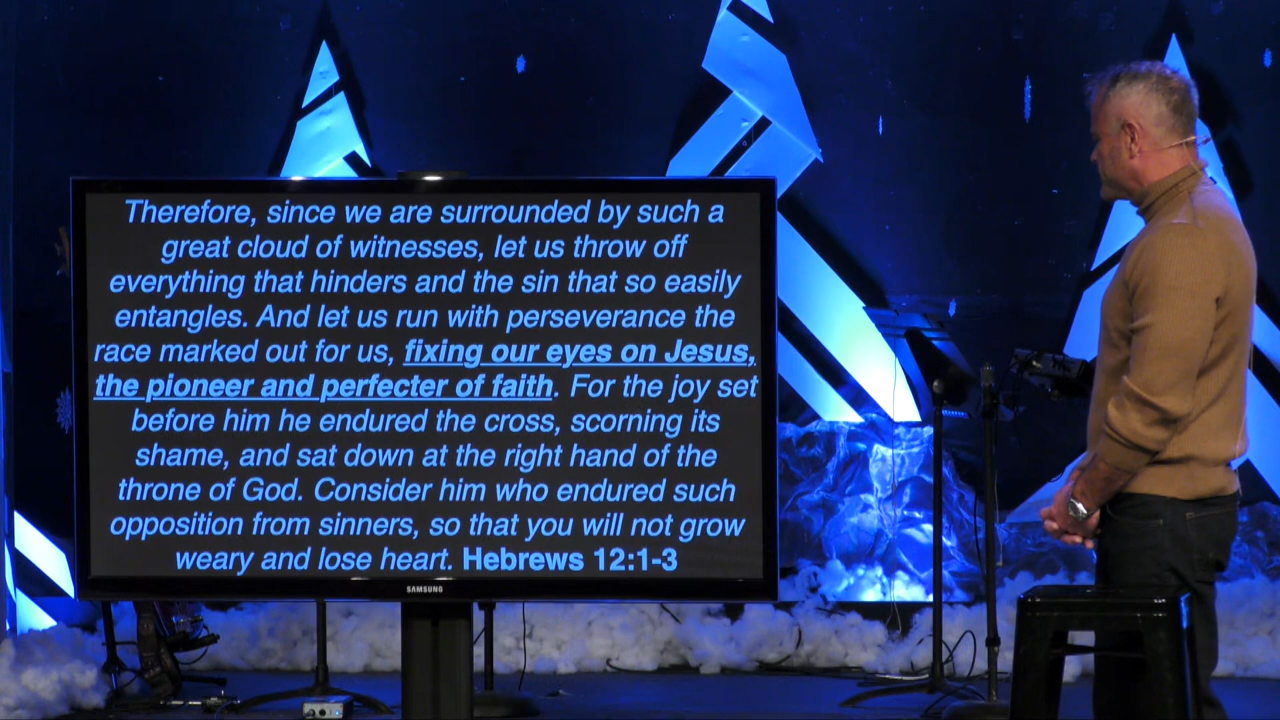 Therefore, since we are surrounded by such a
great cloud of witnesses, let us throw off
everything that hinders and the sin that so easily
entangles. And let us run with perseverance the
race marked out for us, fixing our eyes on Jesus,
the pioneer and perfecter of faith. For the joy set
before him he endured the cross, scorning its
shame, and sat down at the right hand of the
throne of God. Consider him who endured such
opposition from sinners, so that you will not grow
weary and lose heart. Hebrews 12:1-3
SAMSUNG